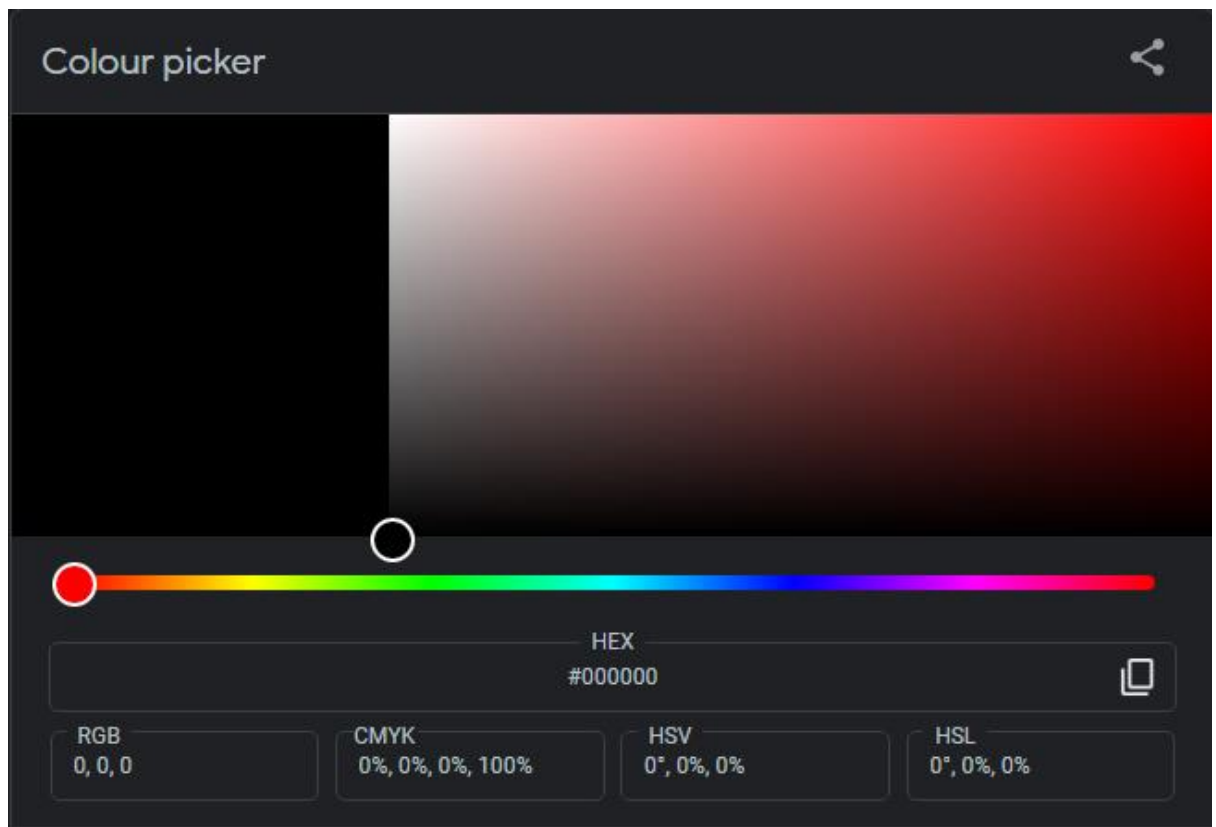 Colour picker
HEX
#000000
RGB
0, 0, 0
CMYK
0%, 0%, 0%, 100%
HSV
0°, 0%, 0%
HSL
0°, 0%, 0%